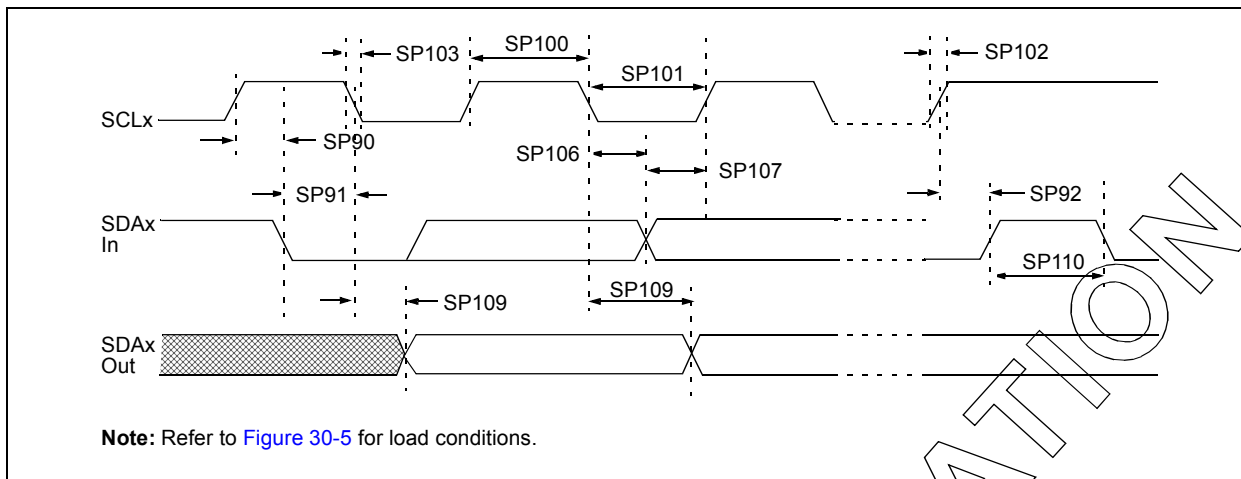 SP103
SP100
SP101
SP102
SCLx
SP90
SP106
SP107
SP91
SP92
SDAx
In
SP110
SP109
SP109
SDAx
Out
Note: Refer to Figure 30-5 for load conditions.
ATION